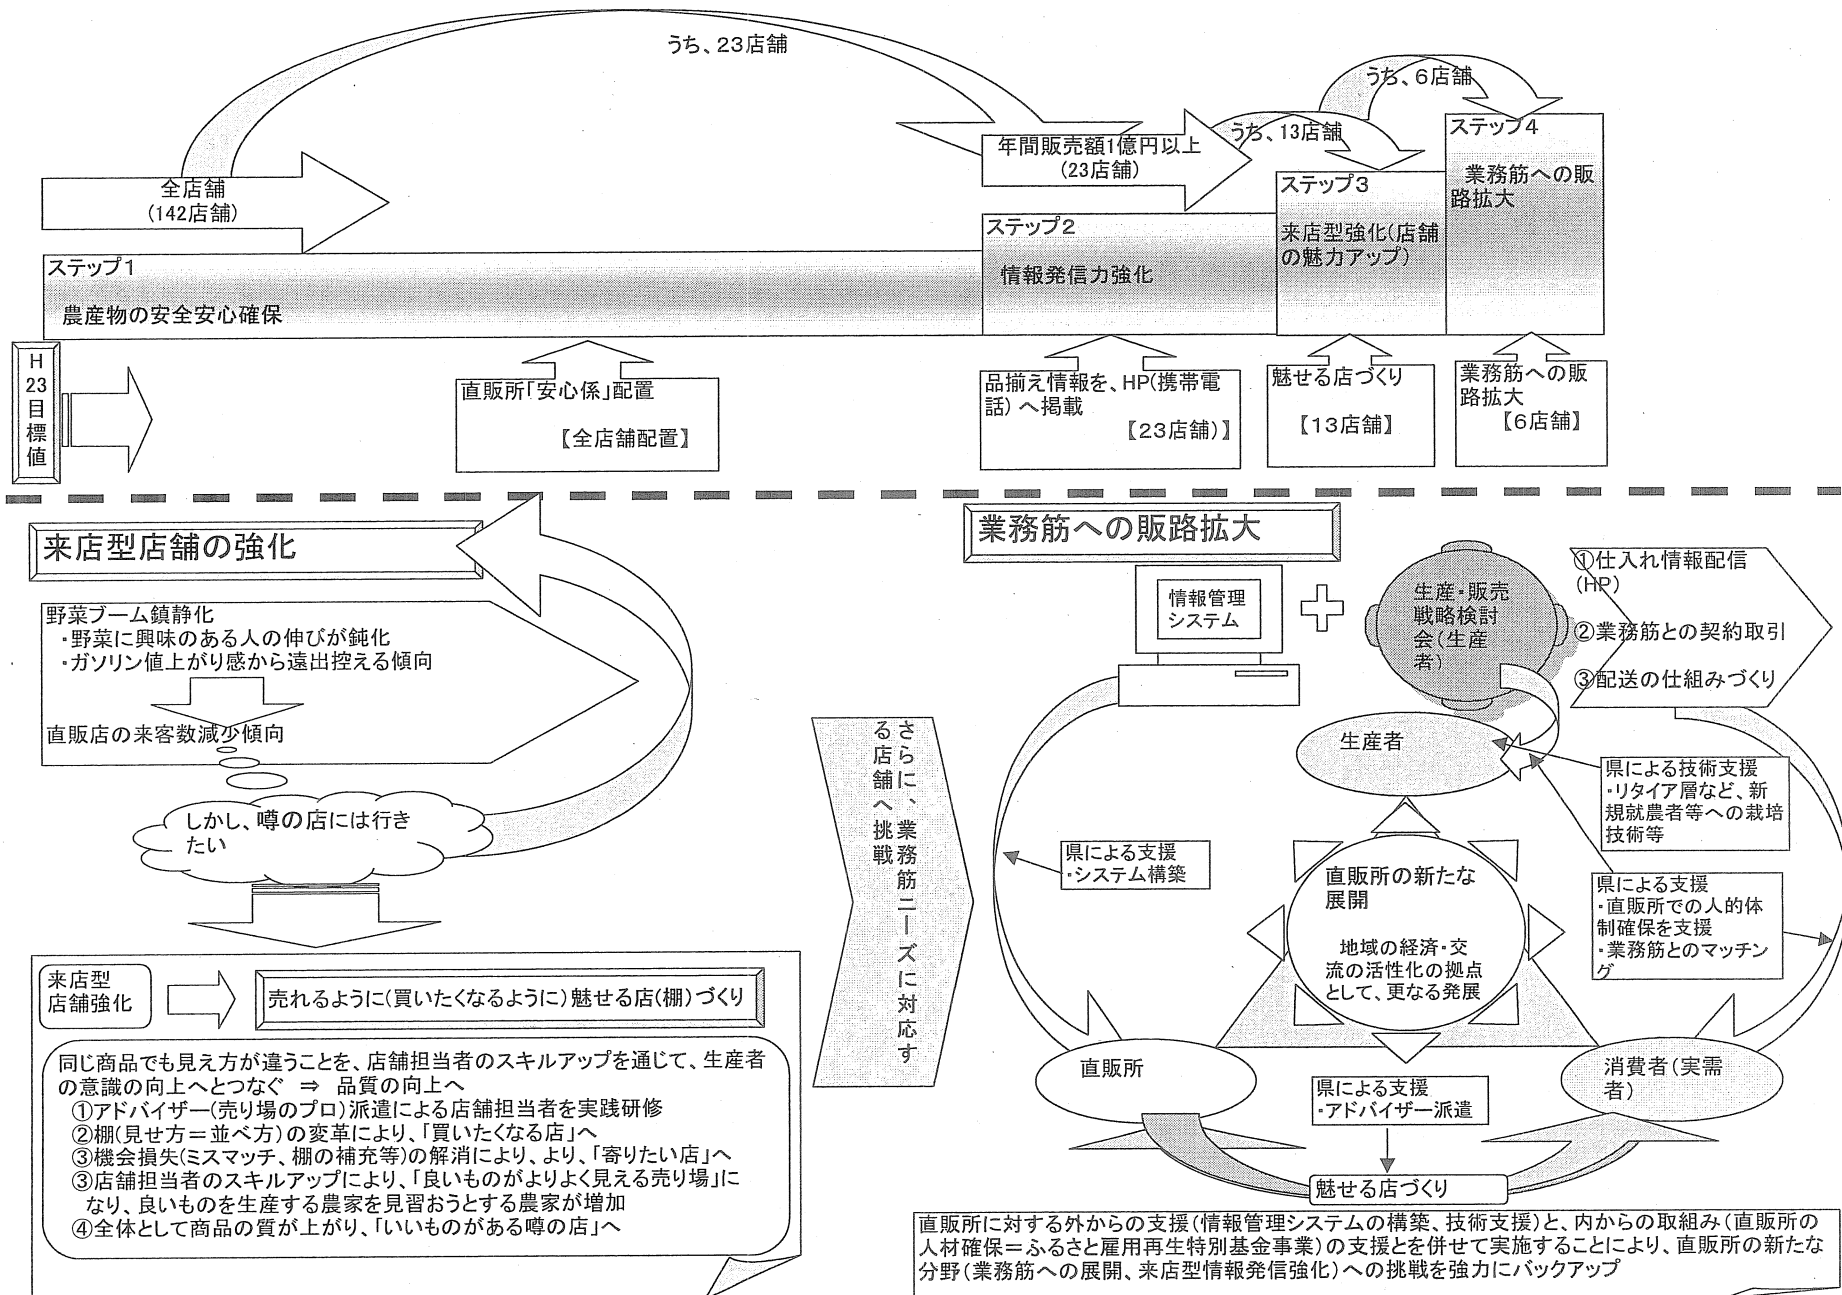 うち、23店舗
うち、6店舗
うち、13店舗
年間販売額1億円以上
(23店舗)
全店舗
(142店舗)
ステップ1
農産物の安全安心確保
ステップ2
情報発信力強化
ステップ3
来店型強化(店舗
の魅力アップ)
ステップ4
業務筋への販
路拡大
H
23
目
標
値
直販所「安心係」配置
【全店舗配置】
品揃え情報を、HP(携帯電
話)へ掲載
【23店舗)】
魅せる店づくり
【13店舗】
業務筋への販
路拡大
【6店舗】
来店型店舗の強化
野菜ブーム鎮静化
・野菜に興味のある人の伸びが鈍化
・ガソリン値上がり感から遠出控える傾向
直販店の来客数減少傾向
しかし、噂の店には行き
たい
来店型
店舗強化
売れるように(買いたくなるように)魅せる店(棚)づくり
同じ商品でも見え方が違うことを、店舗担当者のスキルアップを通じて、生産者
の意識の向上へとつなぐ ⇒ 品質の向上へ
①アドバイザー(売り場のプロ)派遣による店舗担当者を実践研修
②棚(見せ方=並べ方)の変革により、「買いたくなる店」へ
③機会損失(ミスマッチ、棚の補充等)の解消により、より、「寄りたい店」へ
③店舗担当者のスキルアップにより、「良いものがよりよく見える売り場」に
なり、良いものを生産する農家を見習おうとする農家が増加
④全体として商品の質が上がり、「いいものがある噂の店」へ
さらに、業務筋ニーズに対応す
る店舗へ挑戦
業務筋への販路拡大
情報管理
システム
生産・販売
戦略検討
会(生産
者)
①仕入れ情報配信
(HP)
②業務筋との契約取引
③配送の仕組みづくり
生産者
県による技術支援
・リタイア層など、新
規就農者等への栽培
技術等
県による支援
・システム構築
直販所の新たな
展開
地域の経済・交
流の活性化の拠点
として、更なる発展
県による支援
・直販所での人的体
制確保を支援
・業務筋とのマッチン
グ
直販所
消費者(実需
者)
県による支援
・アドバイザー派遣
魅せる店づくり
直販所に対する外からの支援(情報管理システムの構築、技術支援)と、内からの取組み(直販所の
人材確保=ふるさと雇用再生特別基金事業)の支援とを併せて実施することにより、直販所の新たな
分野(業務筋への展開、来店型情報発信強化)への挑戦を強力にバックアップ